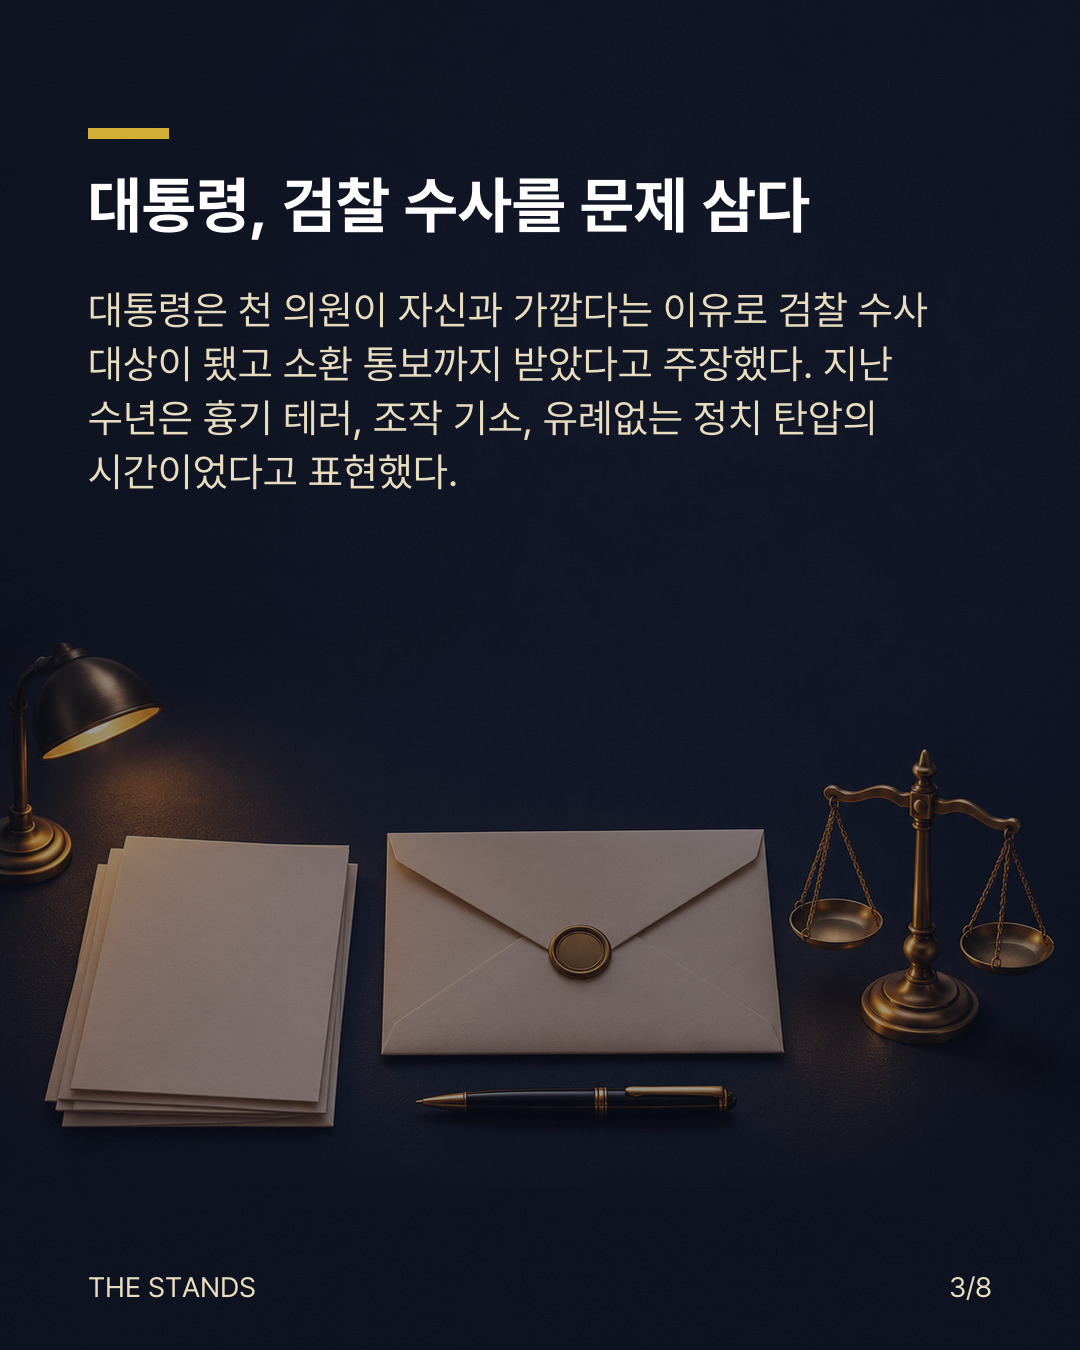 대통령, 검찰 수사를 문제 삼다
대통령은 천 의원이 자신과 가깝다는 이유로 검찰 수사
대상이 됐고 소환 통보까지 받았다고 주장했다. 지난
수년은 흉기 테러, 조작 기소, 유례없는 정치 탄압의
시간이었다고 표현했다.
THE STANDS
3/8